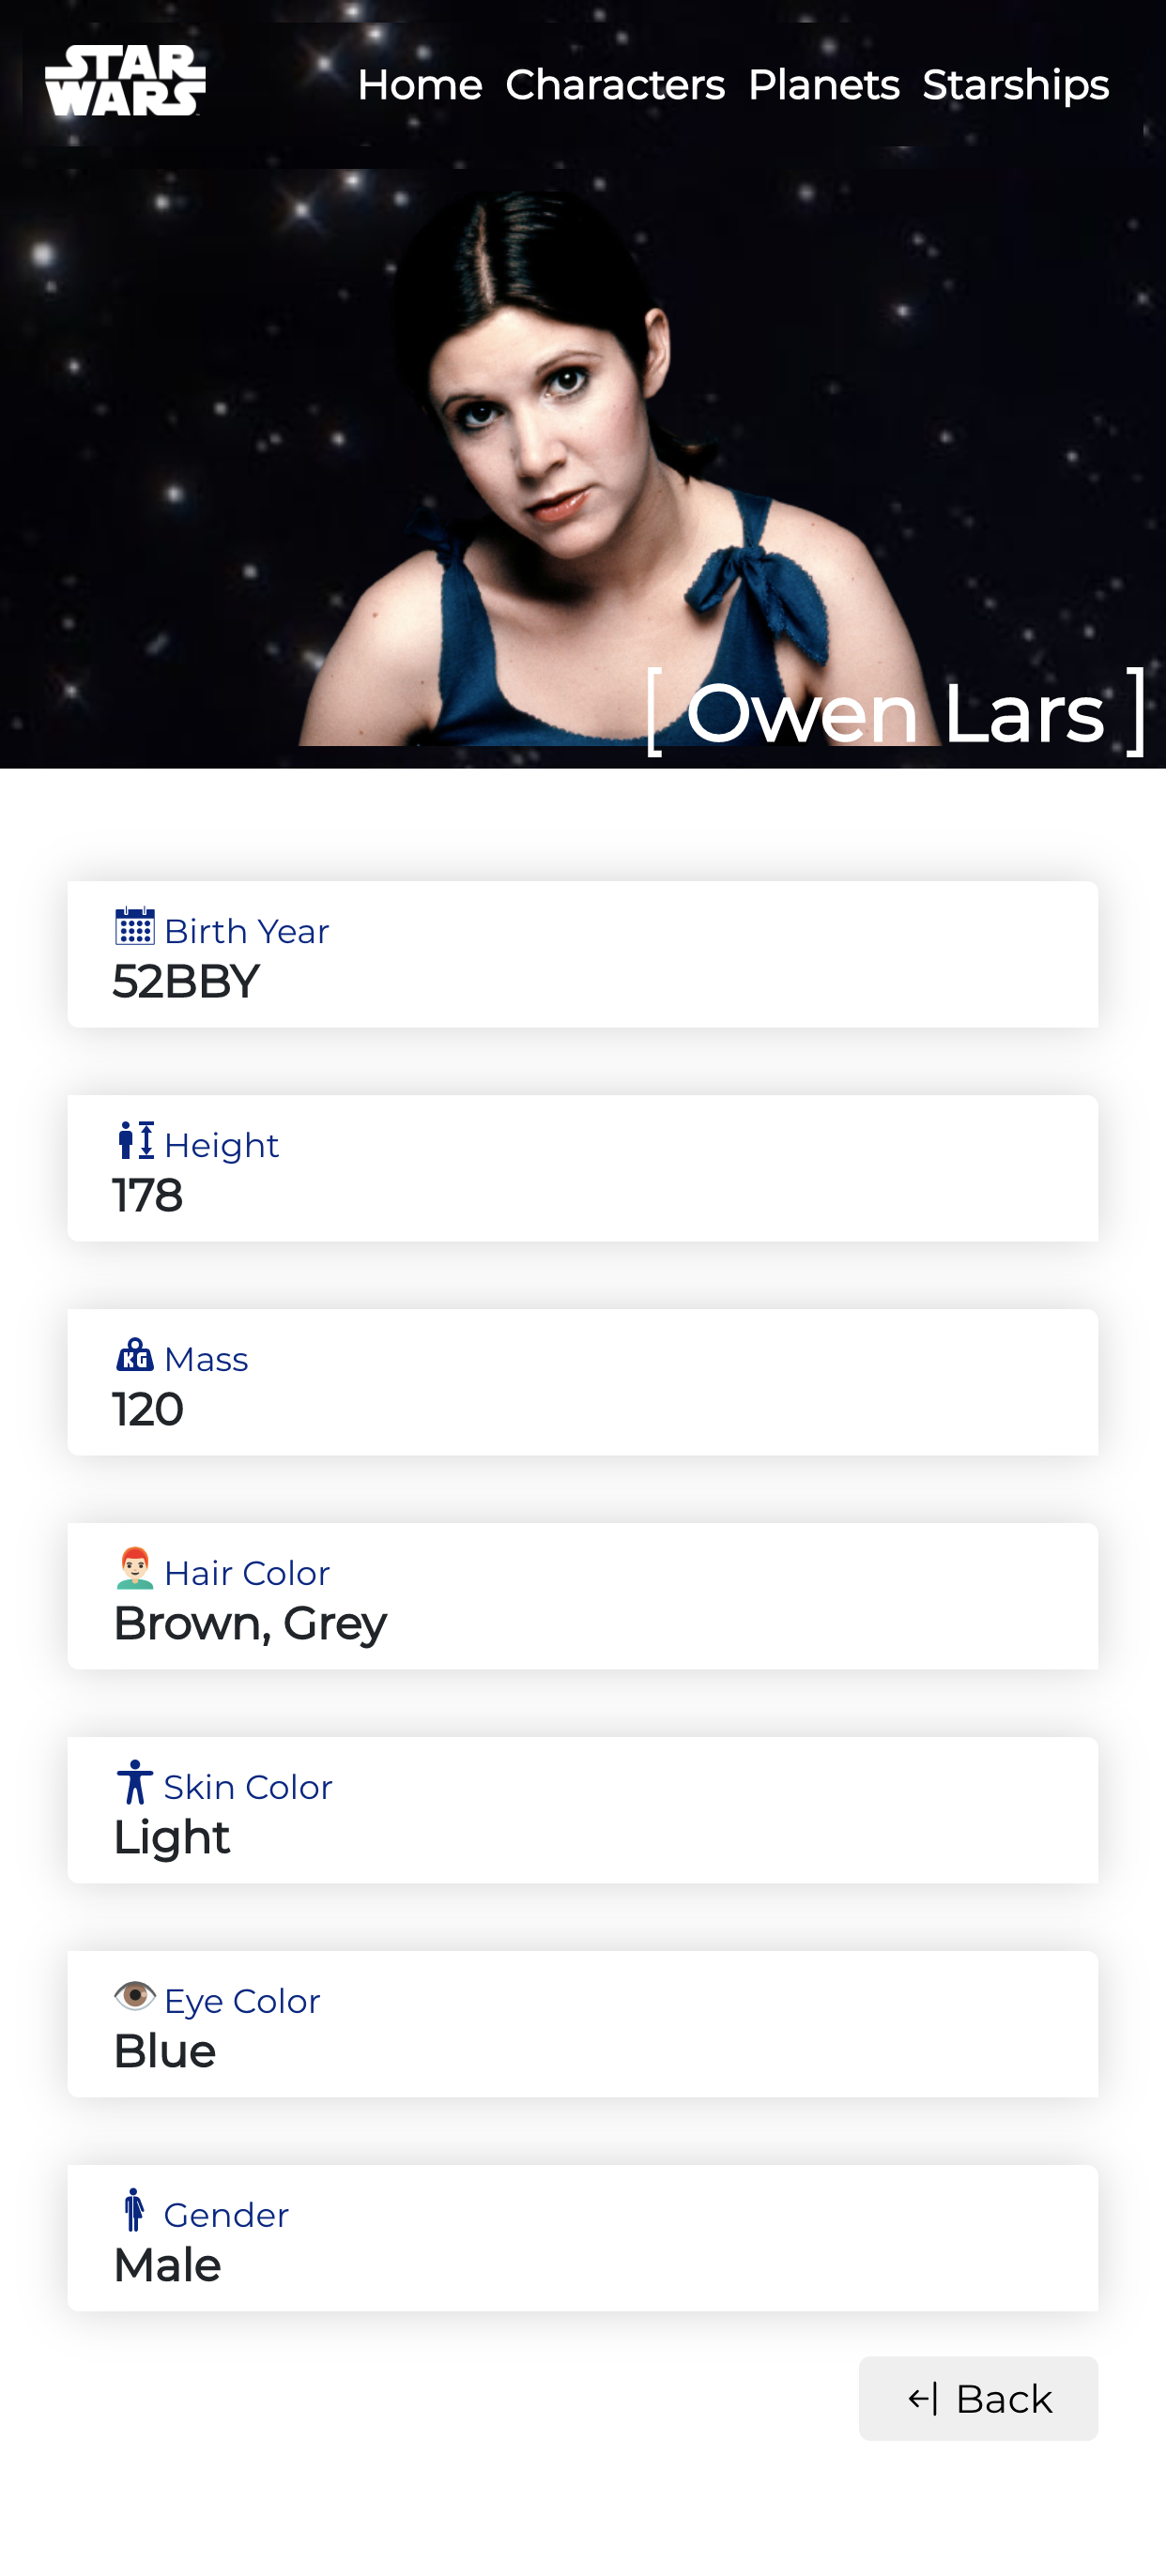 STAR
WARS
Home Characters Planets Starships
[ Owen Lars ]
Birth Year
52BBY
Height
178
KG Mass
120
Hair Color
Brown, Grey
Skin Color
Light
Eye Color
Blue
Gender
Male
Back